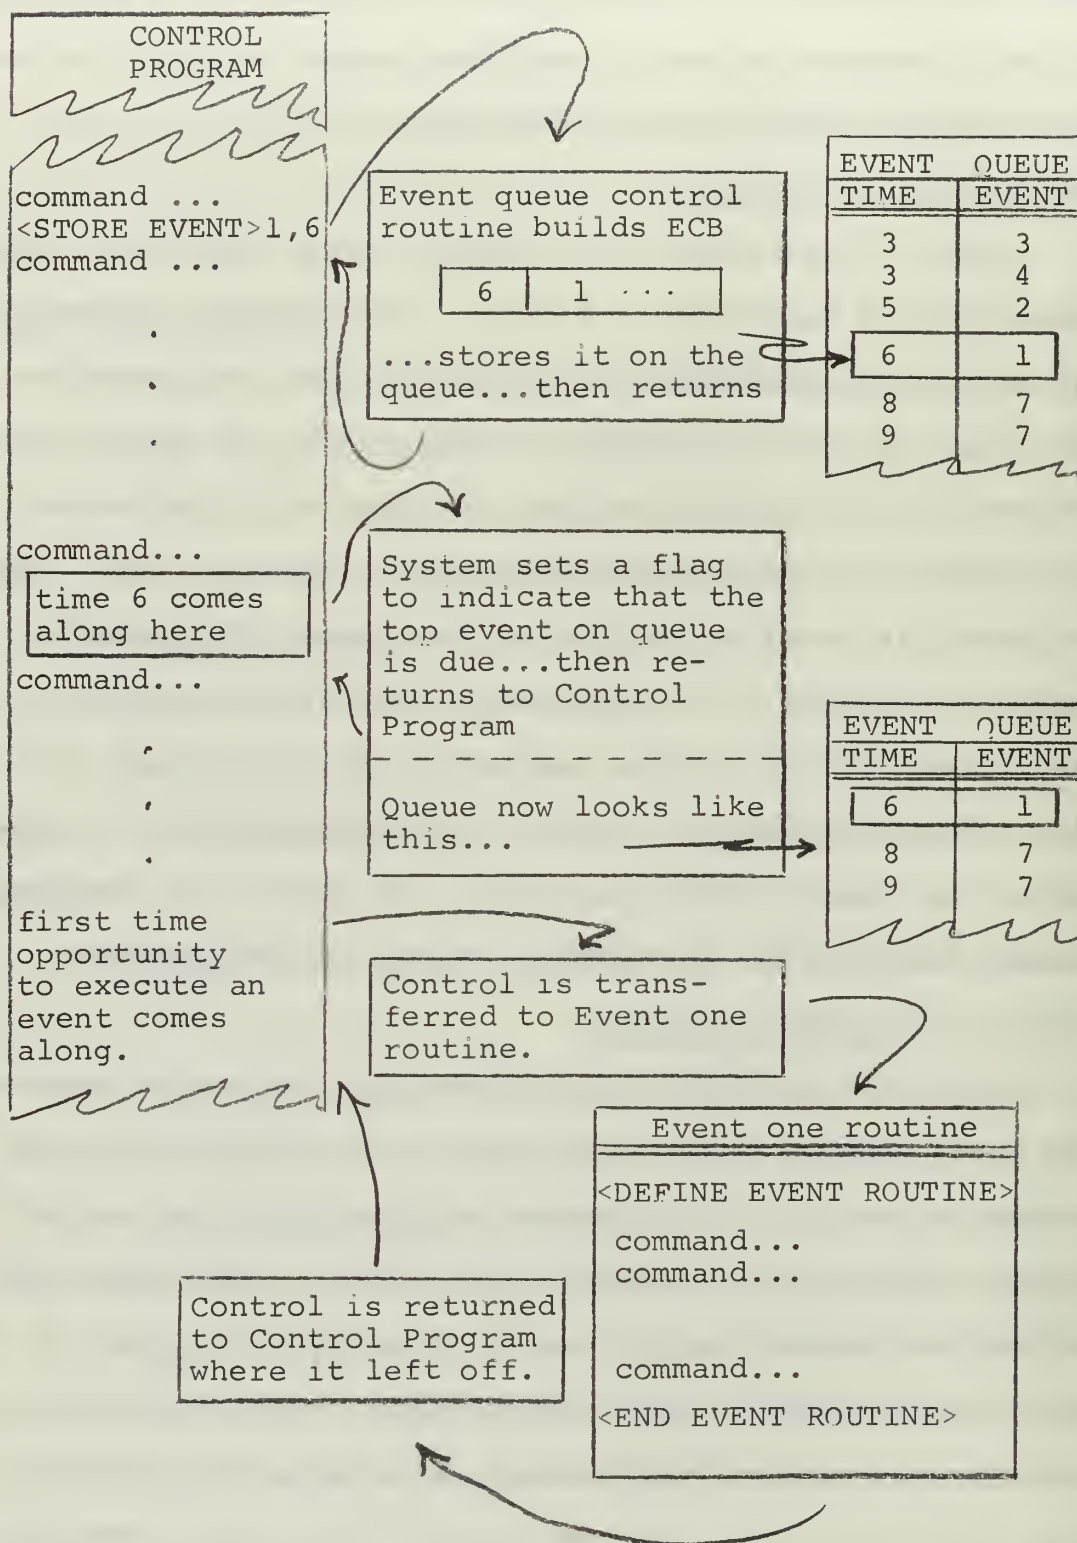 CONTROL
PROGRAM
command ...
<STORE EVENT>1,6
command ...
.
.
.
command...
time 6 comes
along here
command...
.
.
.
first time
opportunity
to execute an
event comes
along.
Event queue control
routine builds ECB
6 1 ...
...stores it on the
queue...then returns
EVENT QUEUE
TIME EVENT
3 3
3 4
5 2
6 1
8 7
9 7
System sets a flag
to indicate that the
top event on queue
is due...then re-
turns to Control
Program
Queue now looks like
this...
EVENT QUEUE
TIME EVENT
6 1
8 7
9 7
Control is trans-
ferred to Event one
routine.
Event one routine
<DEFINE EVENT ROUTINE>
command...
command...
command...
<END EVENT ROUTINE>
Control is returned
to Control Program
where it left off.